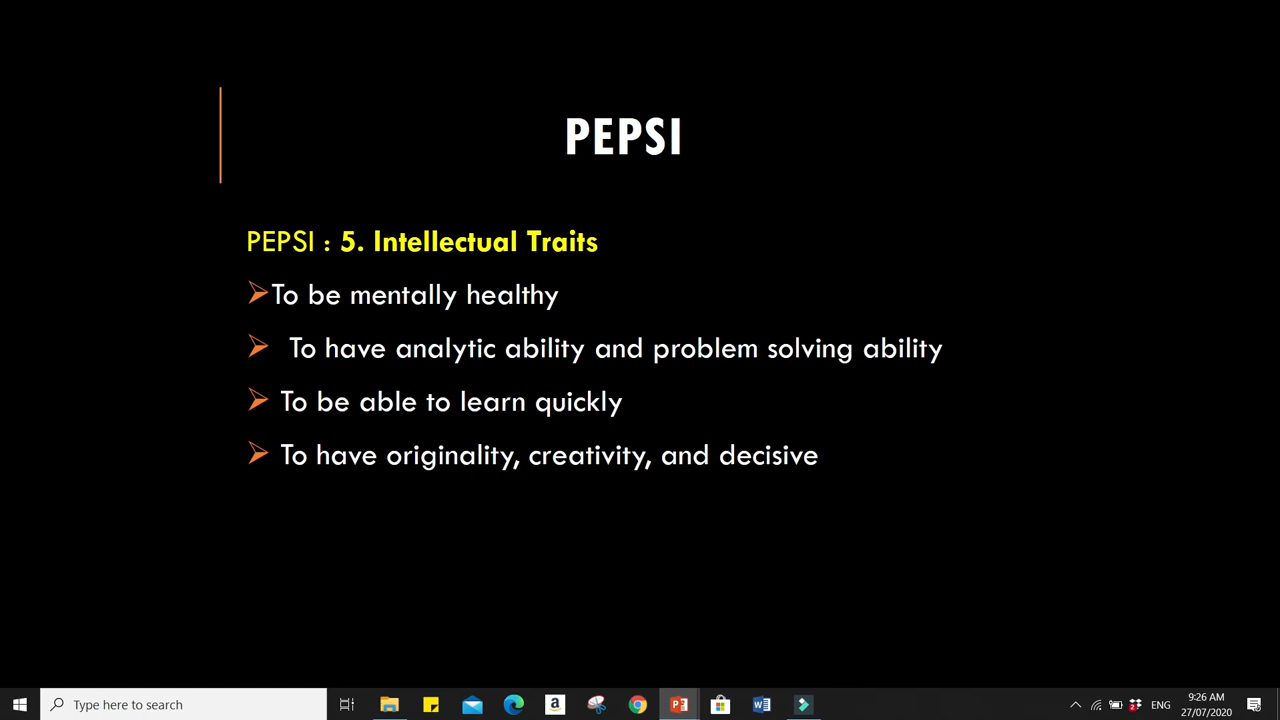 PEPSI
PEPSI : 5. Intellectual Traits
To be mentally healthy
To have analytic ability and problem solving ability
To be able to learn quickly
To have originality, creativity, and decisive
Type here to search
ENG
9:26 AM
27/07/2020